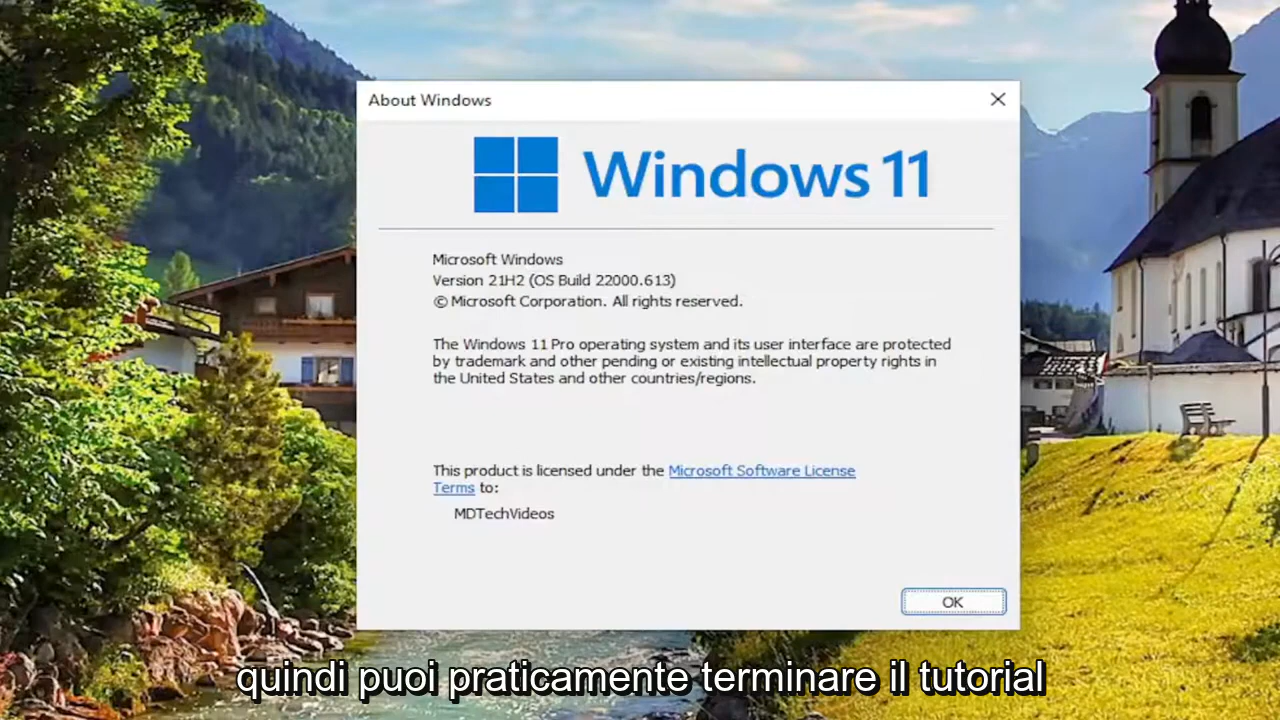 About Windows
Windows 11
Microsoft Windows
Version 21H2 (OS Build 22000.613)
© Microsoft Corporation. All rights reserved.
The Windows 11 Pro operating system and its user interface are protected
by trademark and other pending or existing intellectual property rights in
the United States and other countries/regions.
This product is licensed under the Microsoft Software License
Terms to:
MDTechVideos
OK
quindi puoi praticamente terminare il tutorial